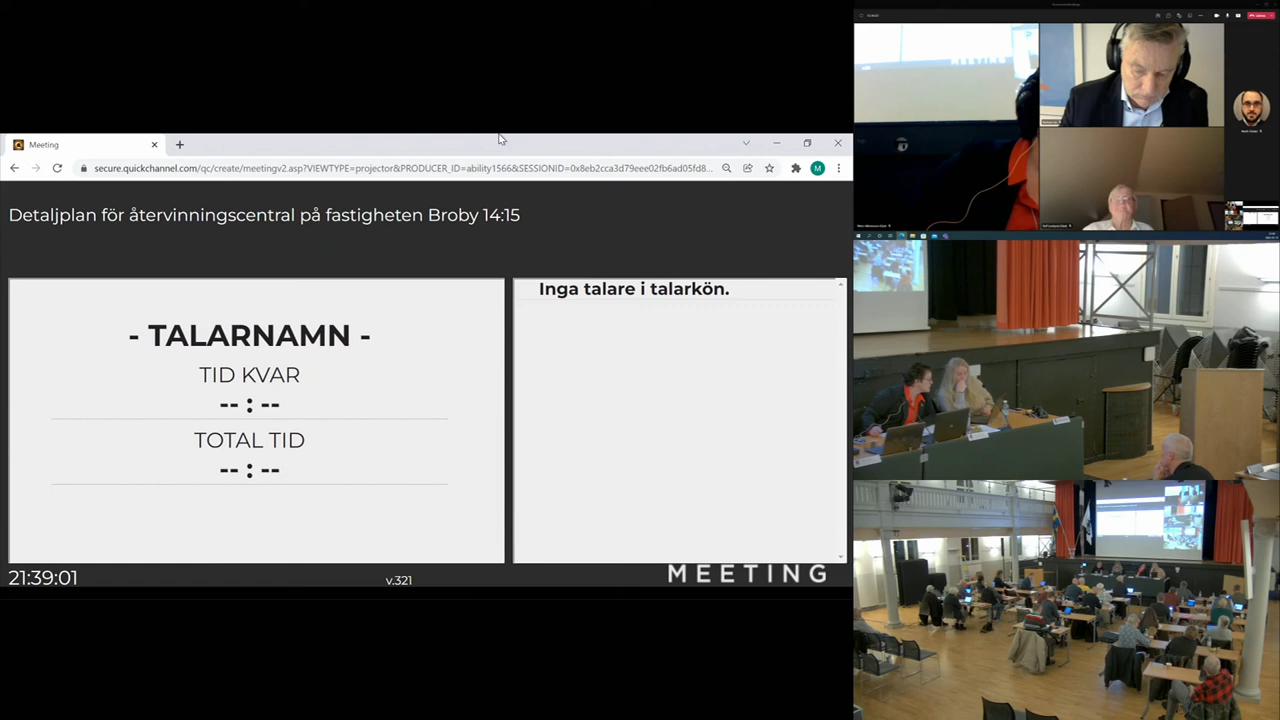 Meeting
secure.quickchannel.com/qc/create/meetingv2.asp?VIEWTYPE=projector&PRODUCER_ID=ability1566&SESSIONID=0x8eb2cca3d79eee02fb6ad05fd8...
M
Detaljplan för återvinningscentral på fastigheten Broby 14:15
- TALARNAMN -
TID KVAR
-- : --
TOTAL TID
-- : --
Inga talare i talarkön.
21:39:01
v.321
MEETING